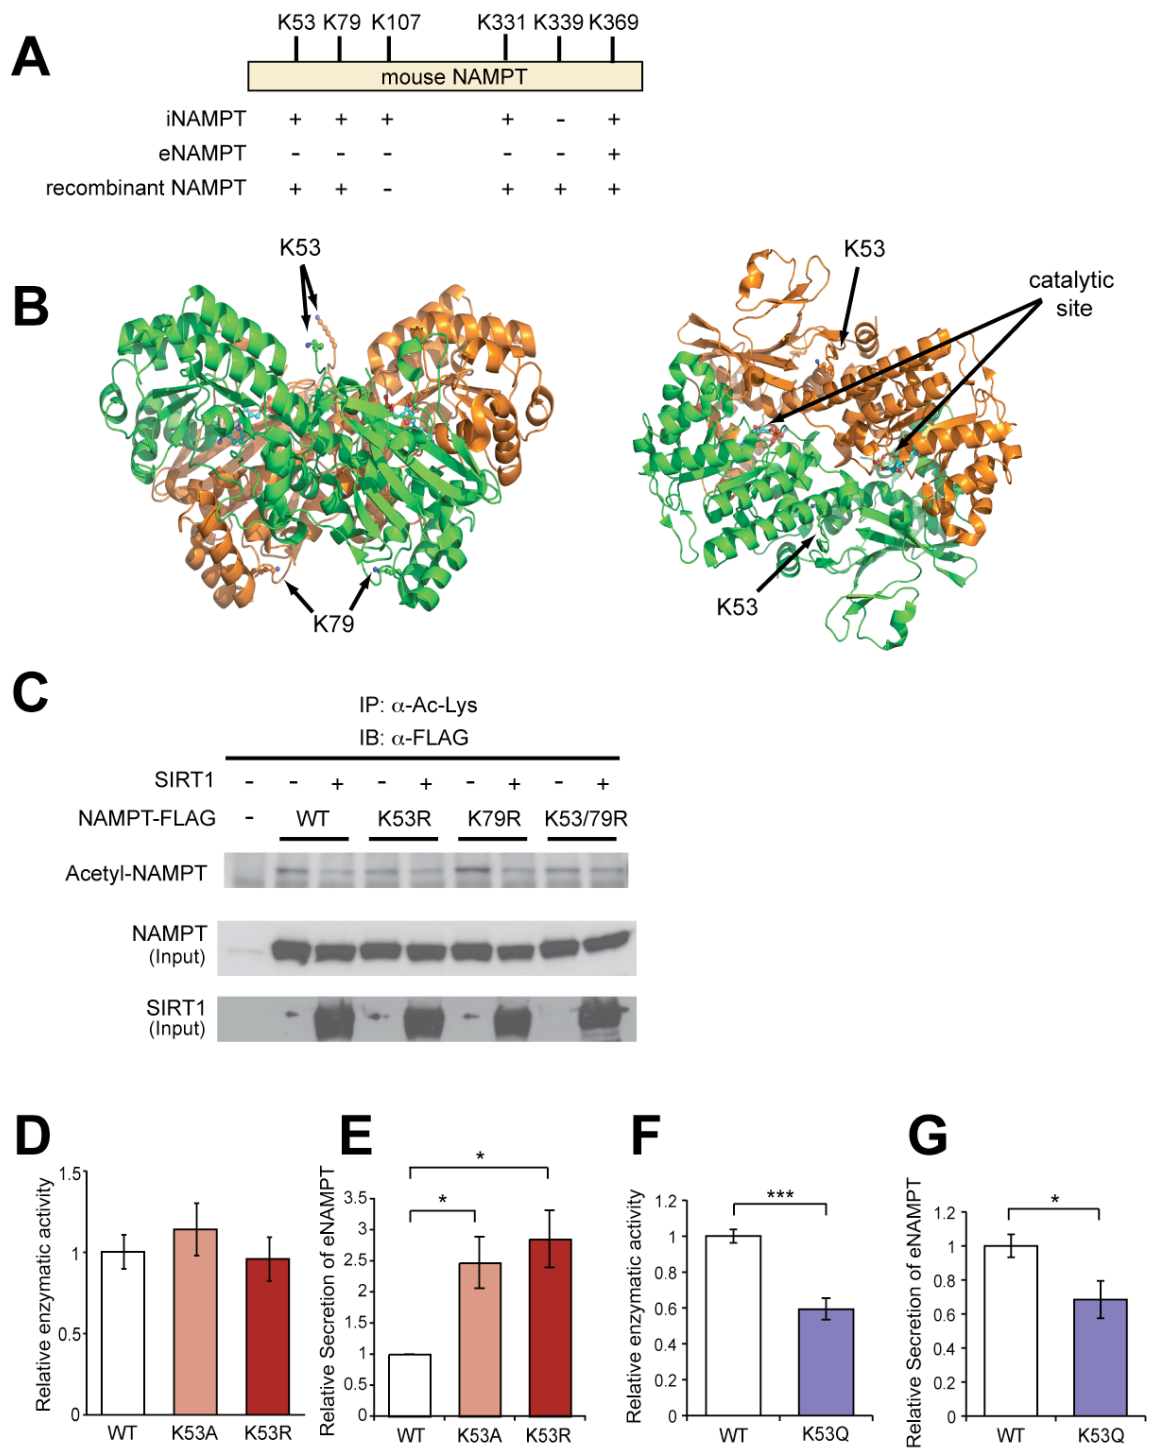 A
K53 K79 K107 K331 K339 K369
mouse NAMPT
iNAMPT + + + + - +
eNAMPT - - - - - +
recombinant NAMPT + + - + + +
B
K53
K79
K53
catalytic
site
K53
C
IP: α-Ac-Lys
IB: α-FLAG
SIRT1 - - + - + - + - +
NAMPT-FLAG - WT K53R K79R K53/79R
Acetyl-NAMPT
NAMPT
(Input)
SIRT1
(Input)
D
Relative enzymatic activity
1.5
1
0.5
0
WT K53A K53R
E
Relative Secretion of eNAMPT
3.5
3
2.5
2
1
0.5
0
*
*
WT K53A K53R
F
Relative enzymatic activity
1.2
1
0.8
0.6
0.4
0.2
0
***
WT K53Q
G
Relative Secretion of eNAMPT
1.2
1
0.8
0.6
0.4
0.2
0
*
WT K53Q